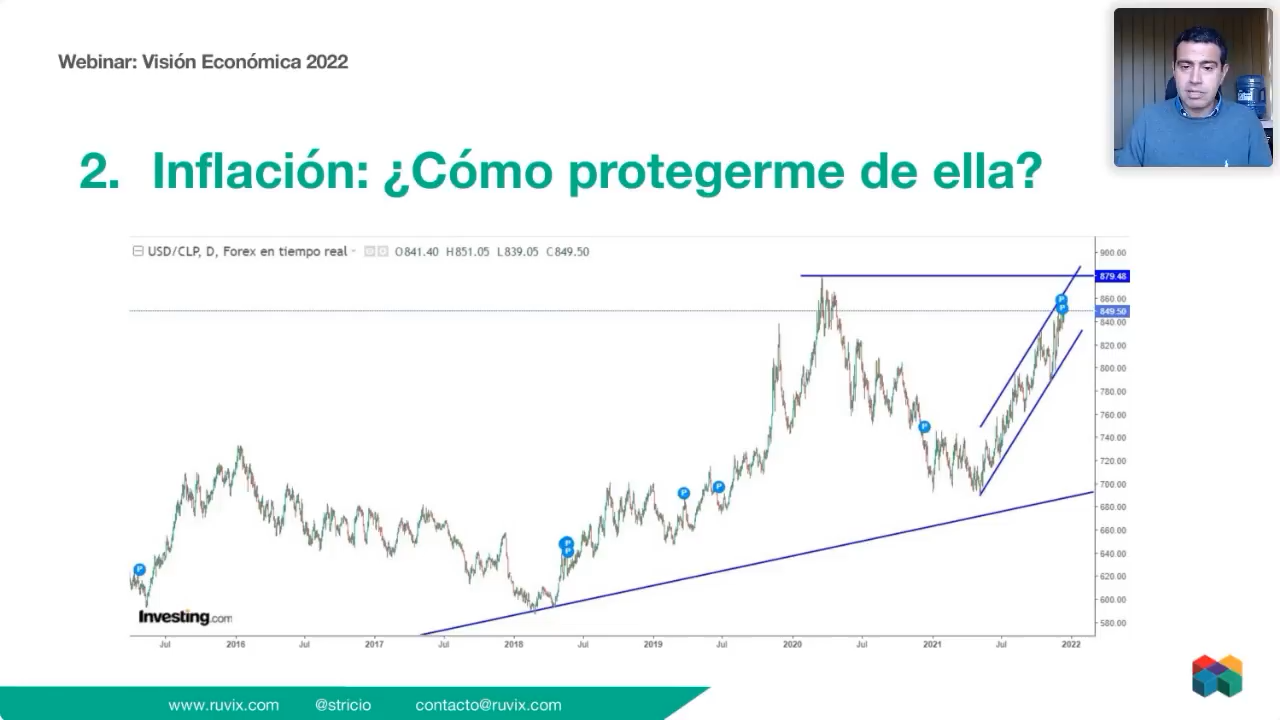 Webinar: Visión Económica 2022
2. Inflación: ¿Cómo protegerme de ella?
USD/CLP, D, Forex en tiempo real O841.40 H851.05 L839.05 C849.50
900.00
879.48
860.00
849.50
840.00
820.00
800.00
780.00
760.00
740.00
720.00
700.00
680.00
660.00
640.00
620.00
600.00
580.00
P
P
P
P
P
P
P
P
Investing.com
Jul 2016 Jul 2017 Jul 2018 Jul 2019 Jul 2020 Jul 2021 Jul 2022
www.ruvix.com @stricio contacto@ruvix.com